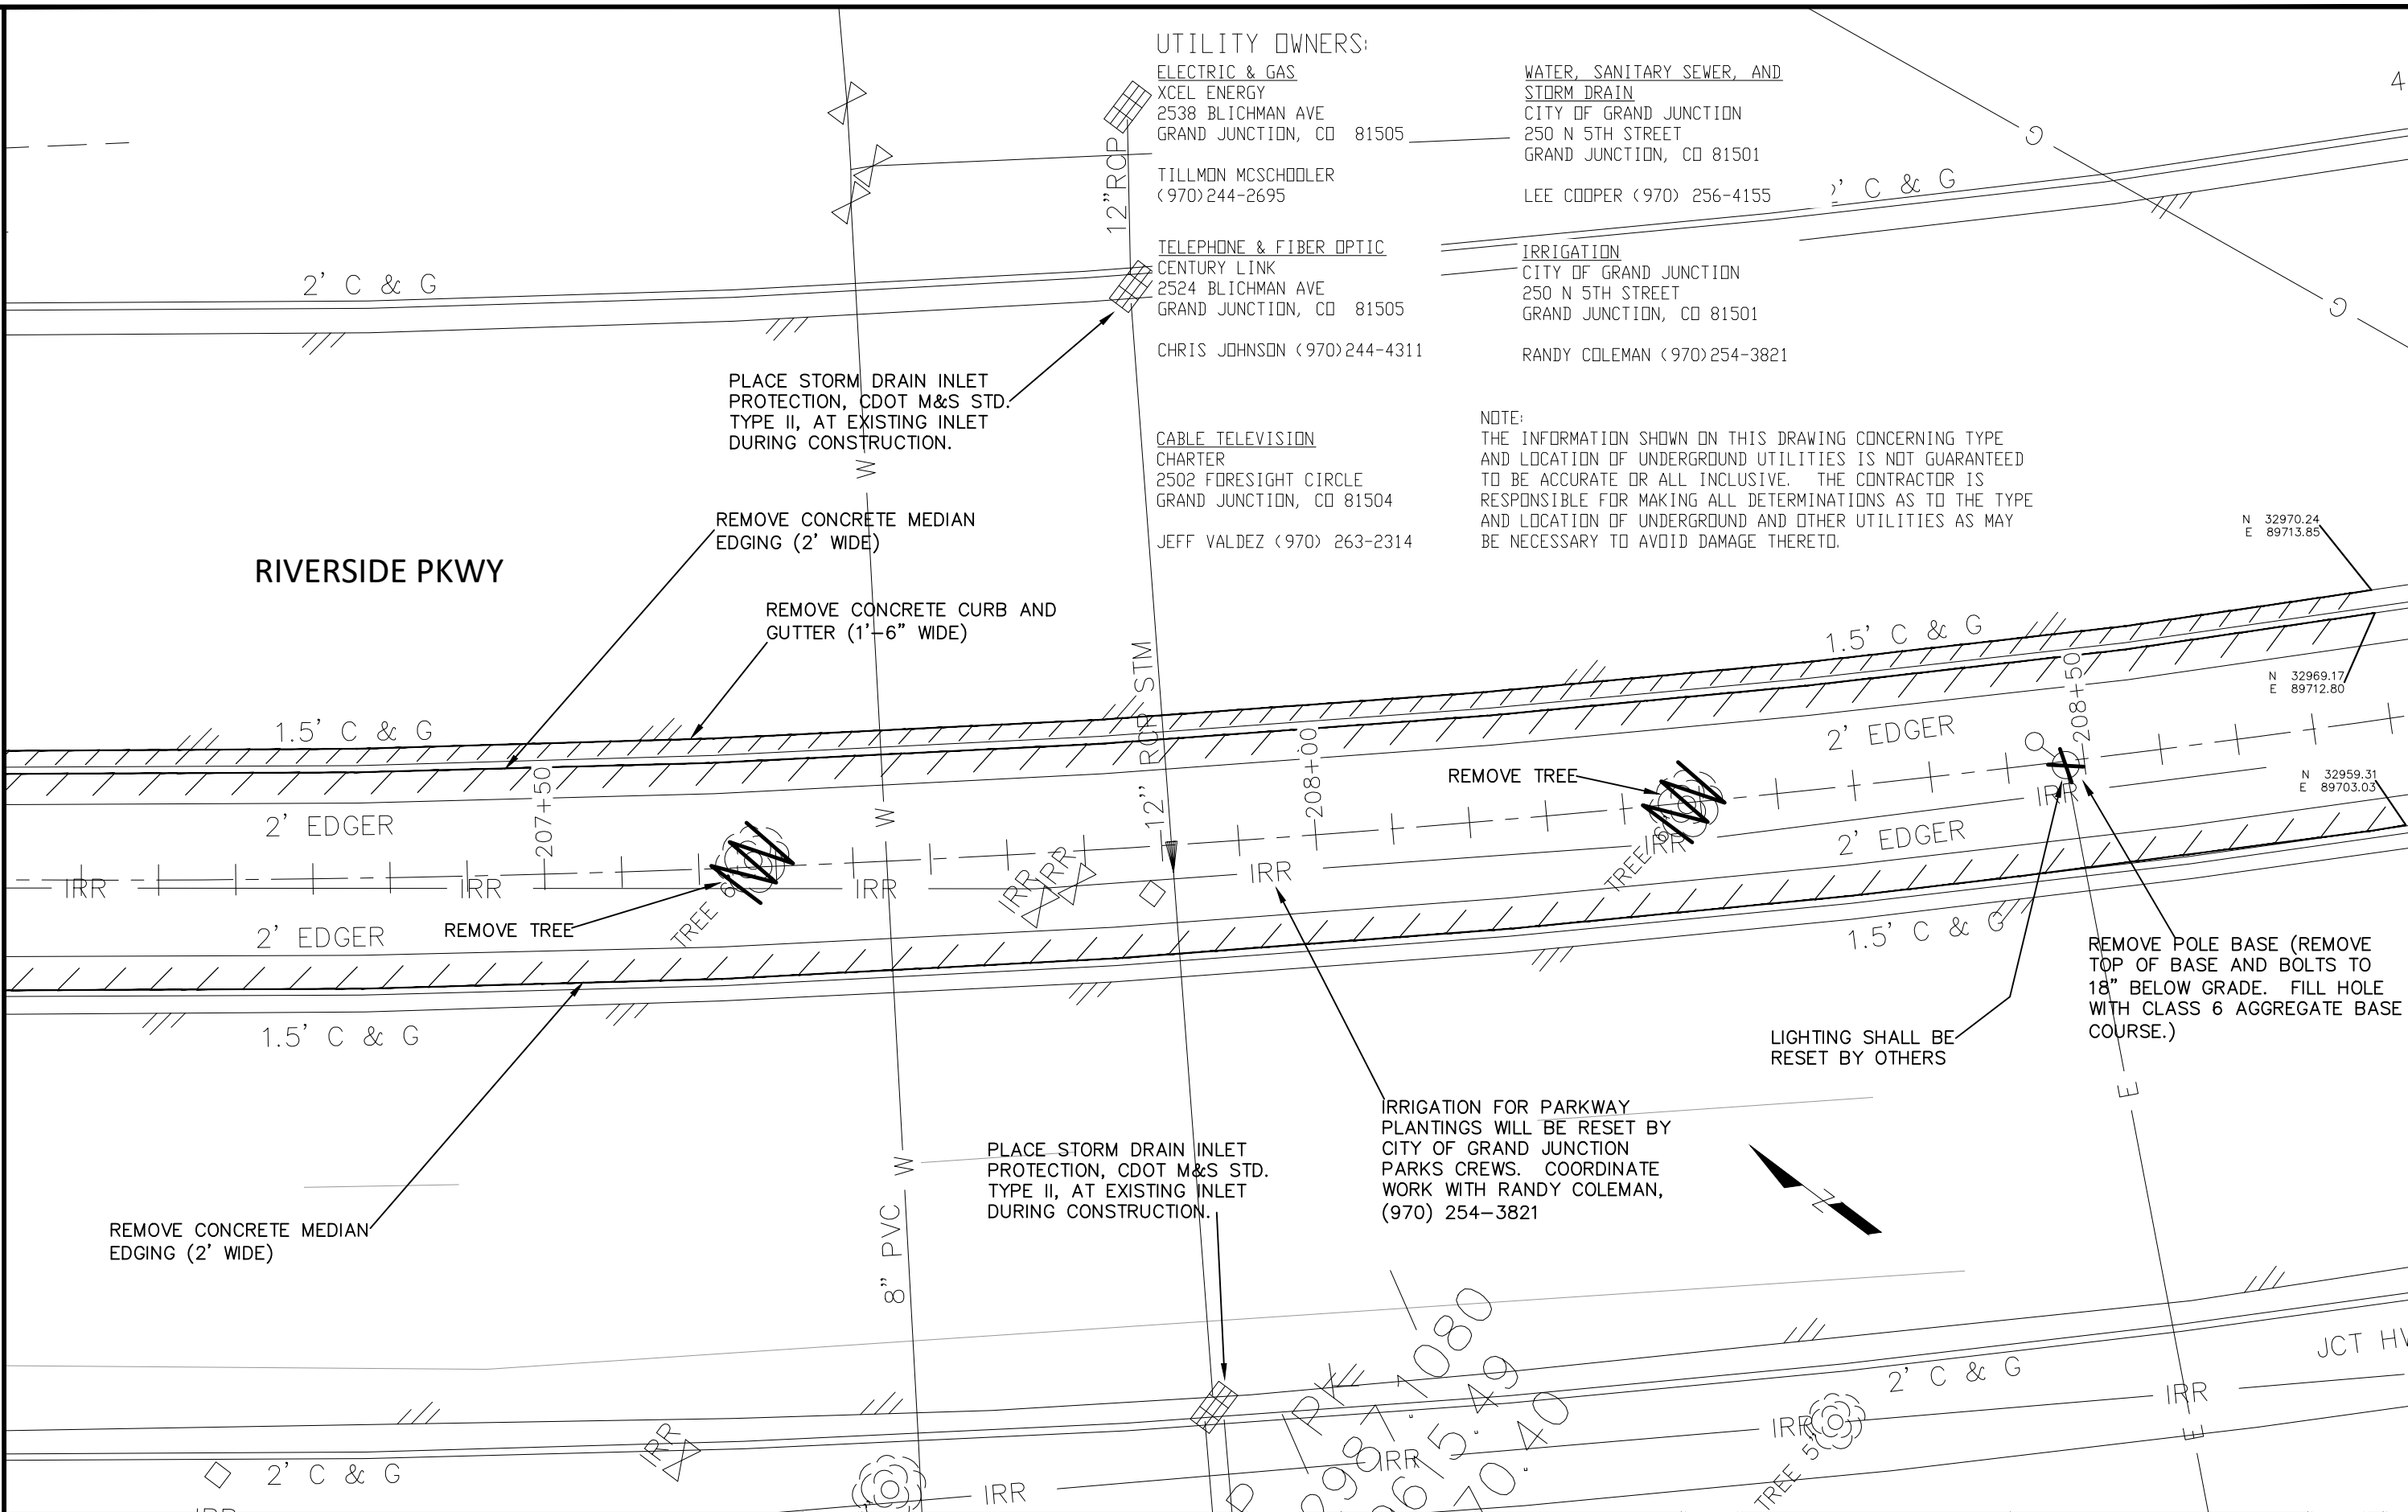 UTILITY OWNERS:
ELECTRIC & GAS
XCEL ENERGY
2538 BLICHMAN AVE
GRAND JUNCTION, CO 81505
TILLMON MCSCHOOLER
(970)244-2695
WATER, SANITARY SEWER, AND
STORM DRAIN
CITY OF GRAND JUNCTION
250 N 5TH STREET
GRAND JUNCTION, CO 81501
LEE COOPER (970) 256-4155
TELEPHONE & FIBER OPTIC
CENTURY LINK
2524 BLICHMAN AVE
GRAND JUNCTION, CO 81505
CHRIS JOHNSON (970)244-4311
IRRIGATION
CITY OF GRAND JUNCTION
250 N 5TH STREET
GRAND JUNCTION, CO 81501
RANDY COLEMAN (970)254-3821
CABLE TELEVISION
CHARTER
2502 FORESIGHT CIRCLE
GRAND JUNCTION, CO 81504
JEFF VALDEZ (970) 263-2314
NOTE:
THE INFORMATION SHOWN ON THIS DRAWING CONCERNING TYPE
AND LOCATION OF UNDERGROUND UTILITIES IS NOT GUARANTEED
TO BE ACCURATE OR ALL INCLUSIVE. THE CONTRACTOR IS
RESPONSIBLE FOR MAKING ALL DETERMINATIONS AS TO THE TYPE
AND LOCATION OF UNDERGROUND AND OTHER UTILITIES AS MAY
BE NECESSARY TO AVOID DAMAGE THERETO.
4
12"RCP
' C & G
G
G
2' C & G
PLACE STORM DRAIN INLET
PROTECTION, CDOT M&S STD.
TYPE II, AT EXISTING INLET
DURING CONSTRUCTION.
W
REMOVE CONCRETE MEDIAN
EDGING (2' WIDE)
RIVERSIDE PKWY
REMOVE CONCRETE CURB AND
GUTTER (1'-6" WIDE)
N 32970.24
E 89713.85
N 32969.17
E 89712.80
N 32959.31
E 89703.03
1.5' C & G
1.5' C & G
12" RCP STM
208+50
208+00
207+50
2' EDGER
2' EDGER
W
REMOVE TREE
IRR
IRR
IRR
IRR
IRR
IRR
IRR
IRR
TREE 6
TREE 6"
2' EDGER
2' EDGER
REMOVE TREE
1.5' C & G
1.5' C & G
REMOVE POLE BASE (REMOVE
TOP OF BASE AND BOLTS TO
18" BELOW GRADE. FILL HOLE
WITH CLASS 6 AGGREGATE BASE
COURSE.)
LIGHTING SHALL BE
RESET BY OTHERS
E
IRRIGATION FOR PARKWAY
PLANTINGS WILL BE RESET BY
CITY OF GRAND JUNCTION
PARKS CREWS. COORDINATE
WORK WITH RANDY COLEMAN,
(970) 254-3821
PLACE STORM DRAIN INLET
PROTECTION, CDOT M&S STD.
TYPE II, AT EXISTING INLET
DURING CONSTRUCTION.
W
8" PVC
REMOVE CONCRETE MEDIAN
EDGING (2' WIDE)
N
JCT
2' C & G
IRR
IRR
IRR
IRR
IRR
E
TREE 5"
2' C & G